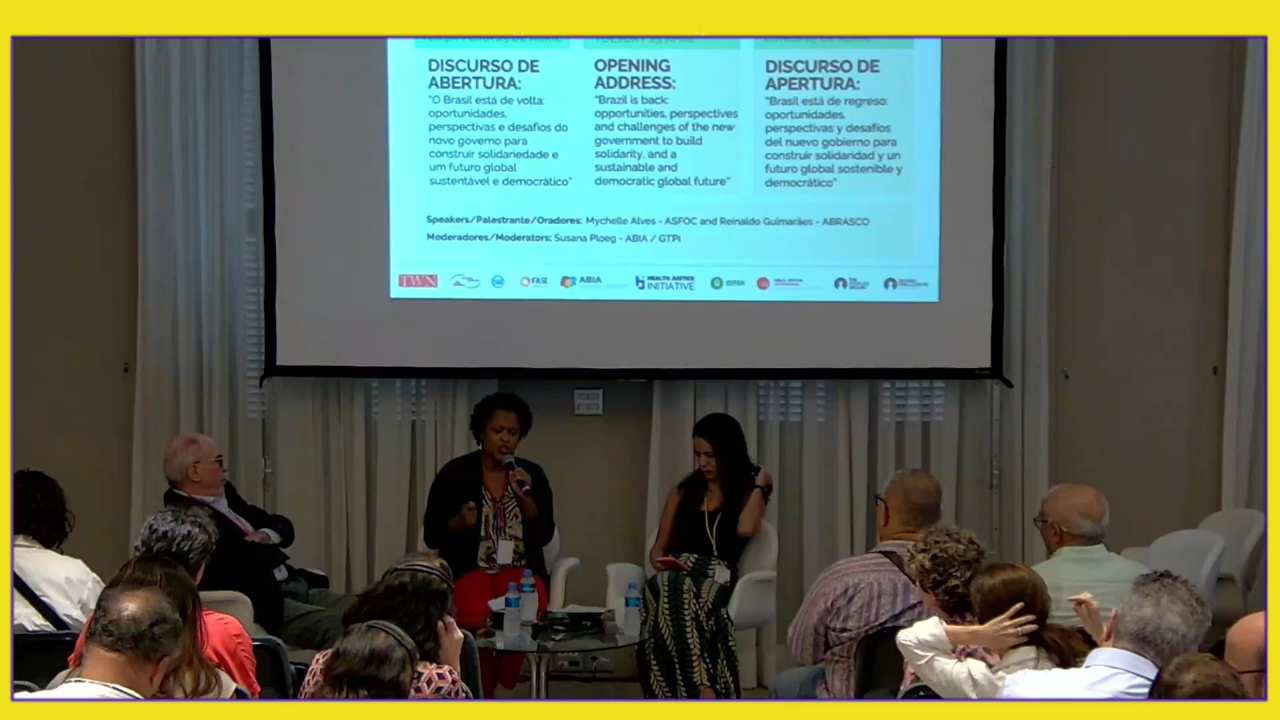 DISCURSO DE
ABERTURA:
"O Brasil está de volta:
oportunidades,
perspectivas e desafios do
novo governo para
construir solidariedade e
um futuro global
sustentável e democrático"
OPENING
ADDRESS:
"Brazil is back:
opportunities, perspectives
and challenges of the new
government to build
solidarity, and a
sustainable and
democratic global future"
DISCURSO DE
APERTURA:
"Brasil está de regreso:
oportunidades,
perspectivas y desafíos
del nuevo gobierno para
construir solidaridad y un
futuro global sostenible y
democrático"
Speakers/Palestrante/Oradores: Mychelle Alves - ASFOC and Reinaldo Guimarães - ABRASCO
Moderadores/Moderators: Susana Ploeg - ABIA / GTPI
TWN
FASE
ABIA
HEALTH JUSTICE
INITIATIVE